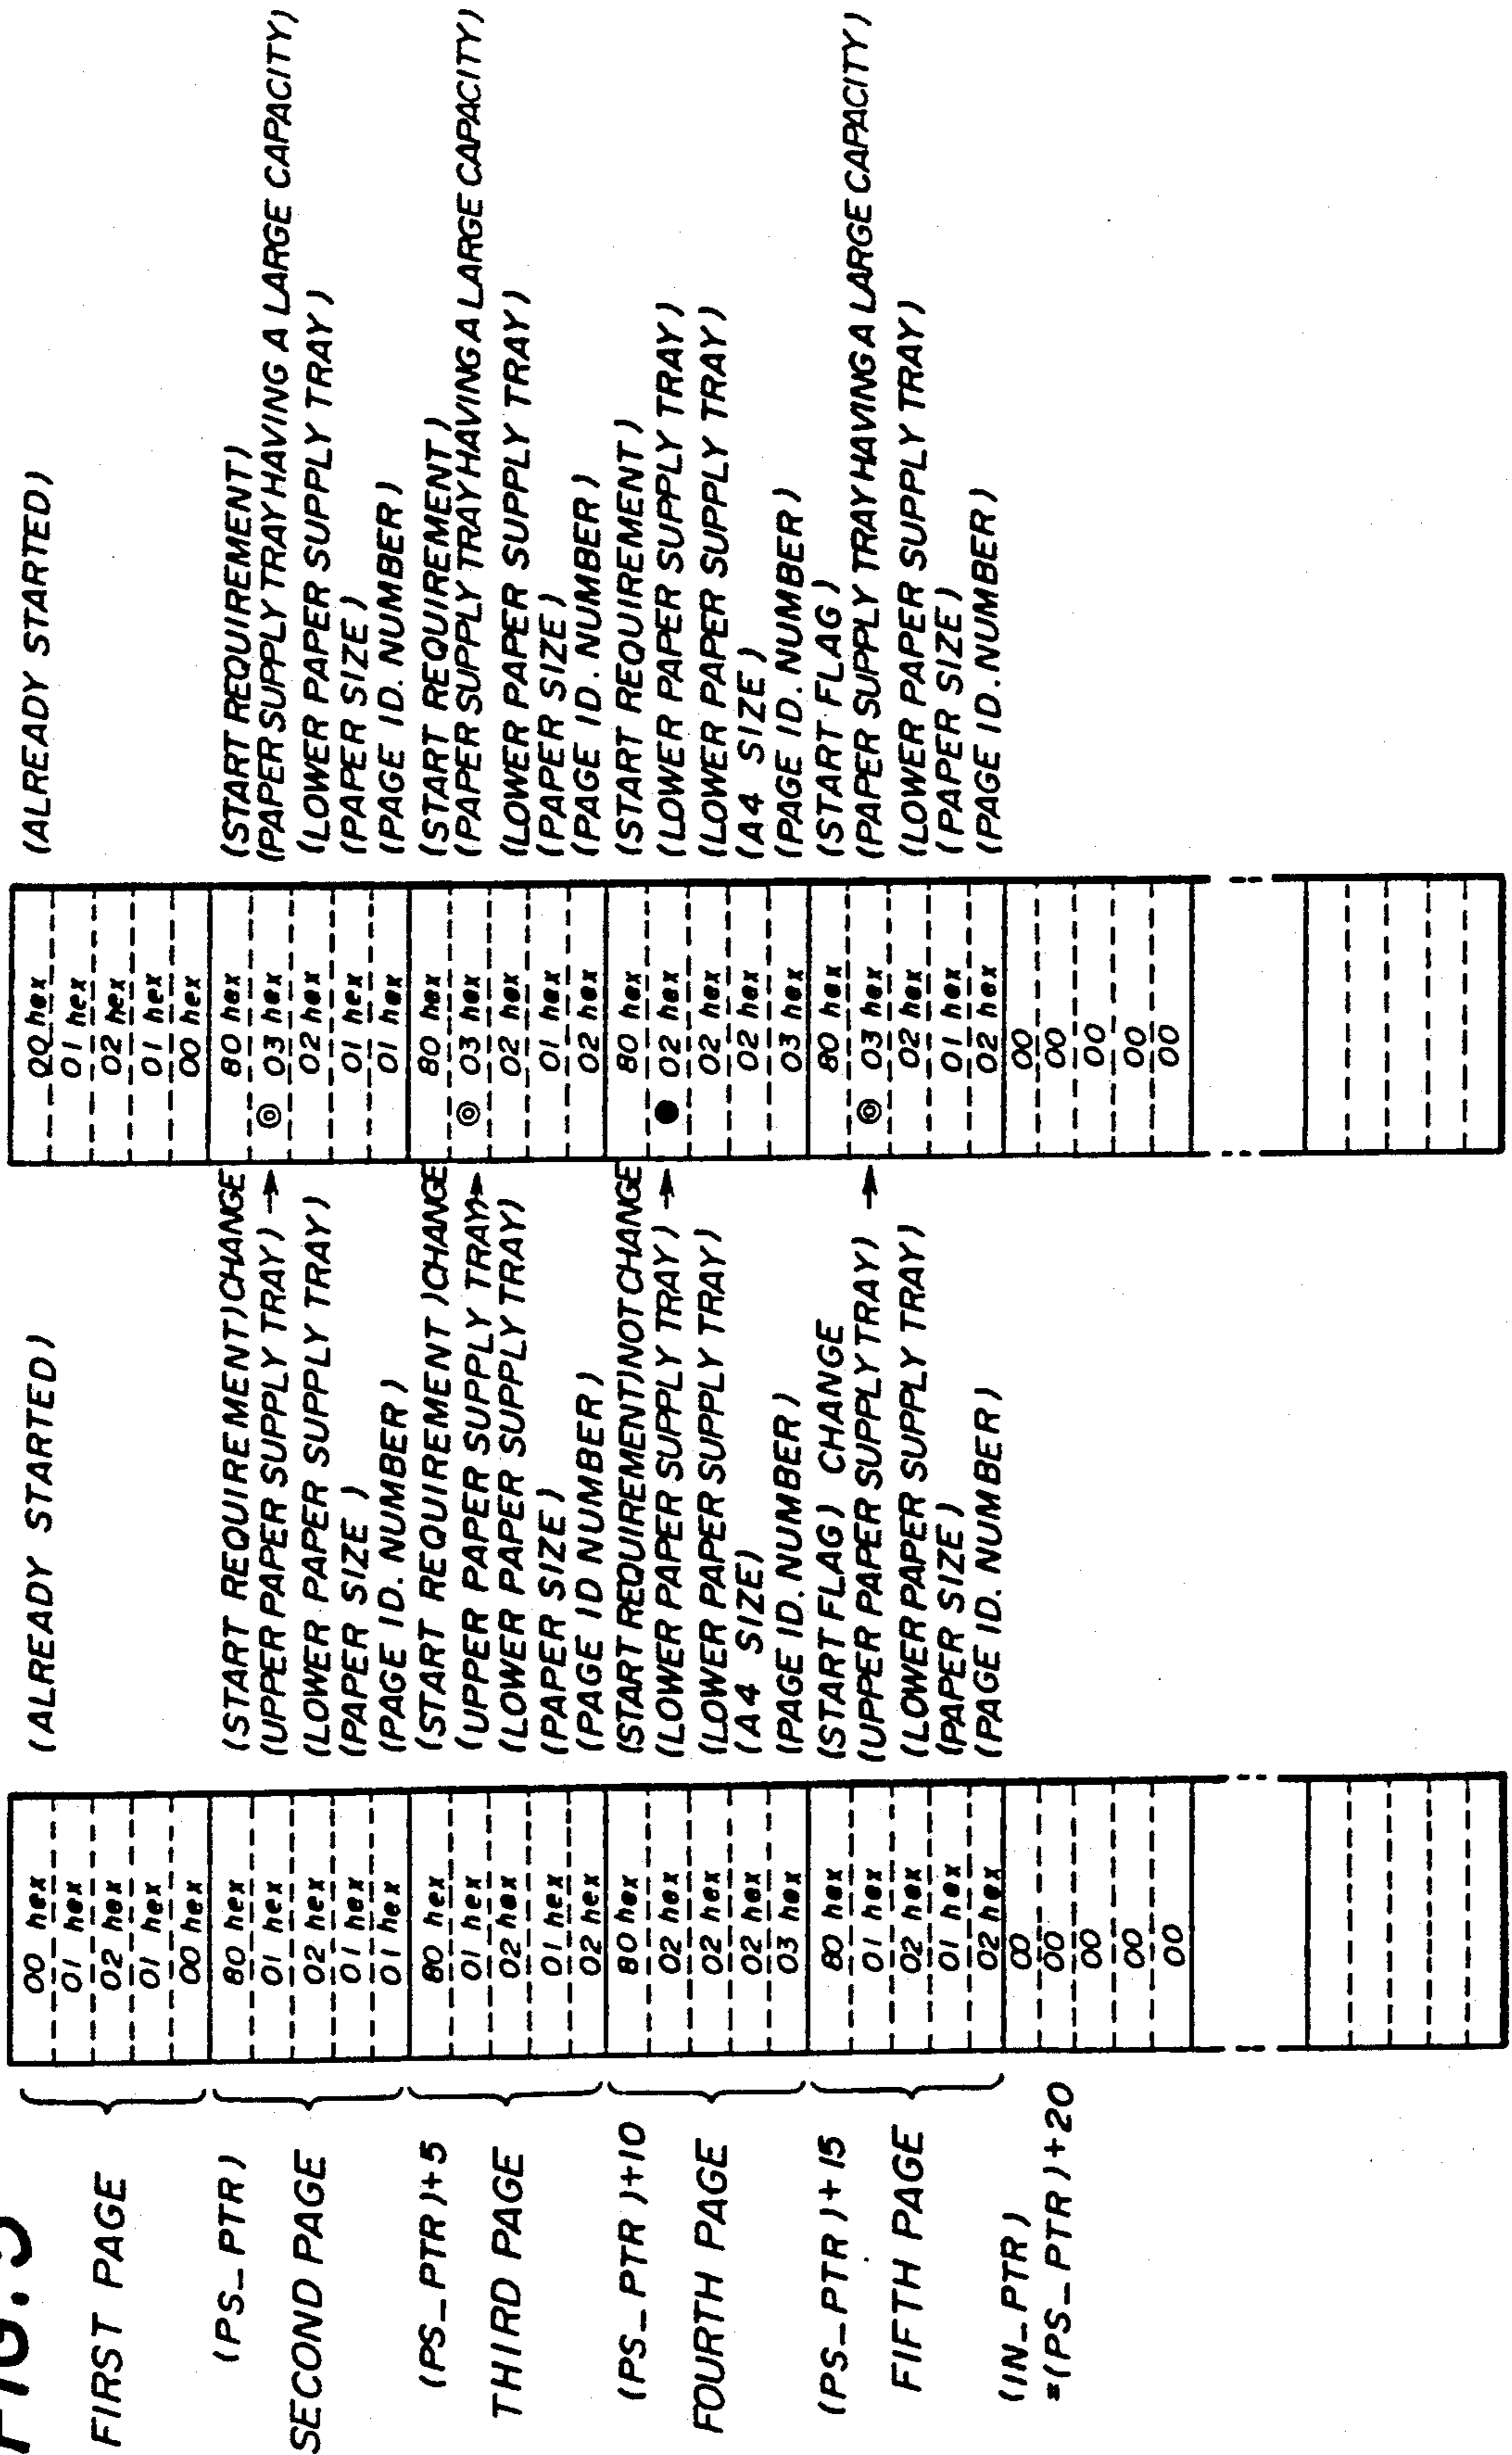 FIG.
FIRST PAGE
(PS_PTR)
SECOND PAGE
(PS_PTR)+5
THIRD PAGE
(PS_PTR)+10
FOURTH PAGE
(PS_PTR)+15
FIFTH PAGE
(IN_PTR)
=(PS_PTR)+20
00 hex
01 hex
02 hex
01 hex
00 hex
80 hex
01 hex
02 hex
01 hex
01 hex
80 hex
01 hex
02 hex
01 hex
02 hex
80 hex
02 hex
02 hex
02 hex
03 hex
80 hex
01 hex
02 hex
01 hex
02 hex
00
00
00
00
00
(ALREADY STARTED)
(START REQUIREMENT) CHANGE
(UPPER PAPER SUPPLY TRAY) →
(LOWER PAPER SUPPLY TRAY)
(PAPER SIZE)
(PAGE ID. NUMBER)
(START REQUIREMENT) CHANGE
(UPPER PAPER SUPPLY TRAY) →
(LOWER PAPER SUPPLY TRAY)
(PAPER SIZE)
(PAGE ID NUMBER)
(START REQUIREMENT) NOT CHANGE
(LOWER PAPER SUPPLY TRAY) →
(LOWER PAPER SUPPLY TRAY)
(A4 SIZE)
(PAGE ID. NUMBER)
(START FLAG) CHANGE
(UPPER PAPER SUPPLY TRAY) →
(LOWER PAPER SUPPLY TRAY)
(PAPER SIZE)
(PAGE ID. NUMBER)
00 hex
01 hex
02 hex
01 hex
00 hex
80 hex
◎ 03 hex
02 hex
01 hex
01 hex
80 hex
◎ 03 hex
02 hex
01 hex
02 hex
80 hex
● 02 hex
02 hex
02 hex
03 hex
80 hex
◎ 03 hex
02 hex
01 hex
02 hex
00
00
00
00
00
(ALREADY STARTED)
(START REQUIREMENT)
(PAPER SUPPLY TRAY HAVING A LARGE CAPACITY)
(LOWER PAPER SUPPLY TRAY)
(PAPER SIZE)
(PAGE ID. NUMBER)
(START REQUIREMENT)
(PAPER SUPPLY TRAY HAVING A LARGE CAPACITY)
(LOWER PAPER SUPPLY TRAY)
(PAPER SIZE)
(PAGE ID. NUMBER)
(START REQUIREMENT)
(LOWER PAPER SUPPLY TRAY)
(LOWER PAPER SUPPLY TRAY)
(A4 SIZE)
(PAGE ID. NUMBER)
(START FLAG)
(PAPER SUPPLY TRAY HAVING A LARGE CAPACITY)
(LOWER PAPER SUPPLY TRAY)
(PAPER SIZE)
(PAGE ID. NUMBER)